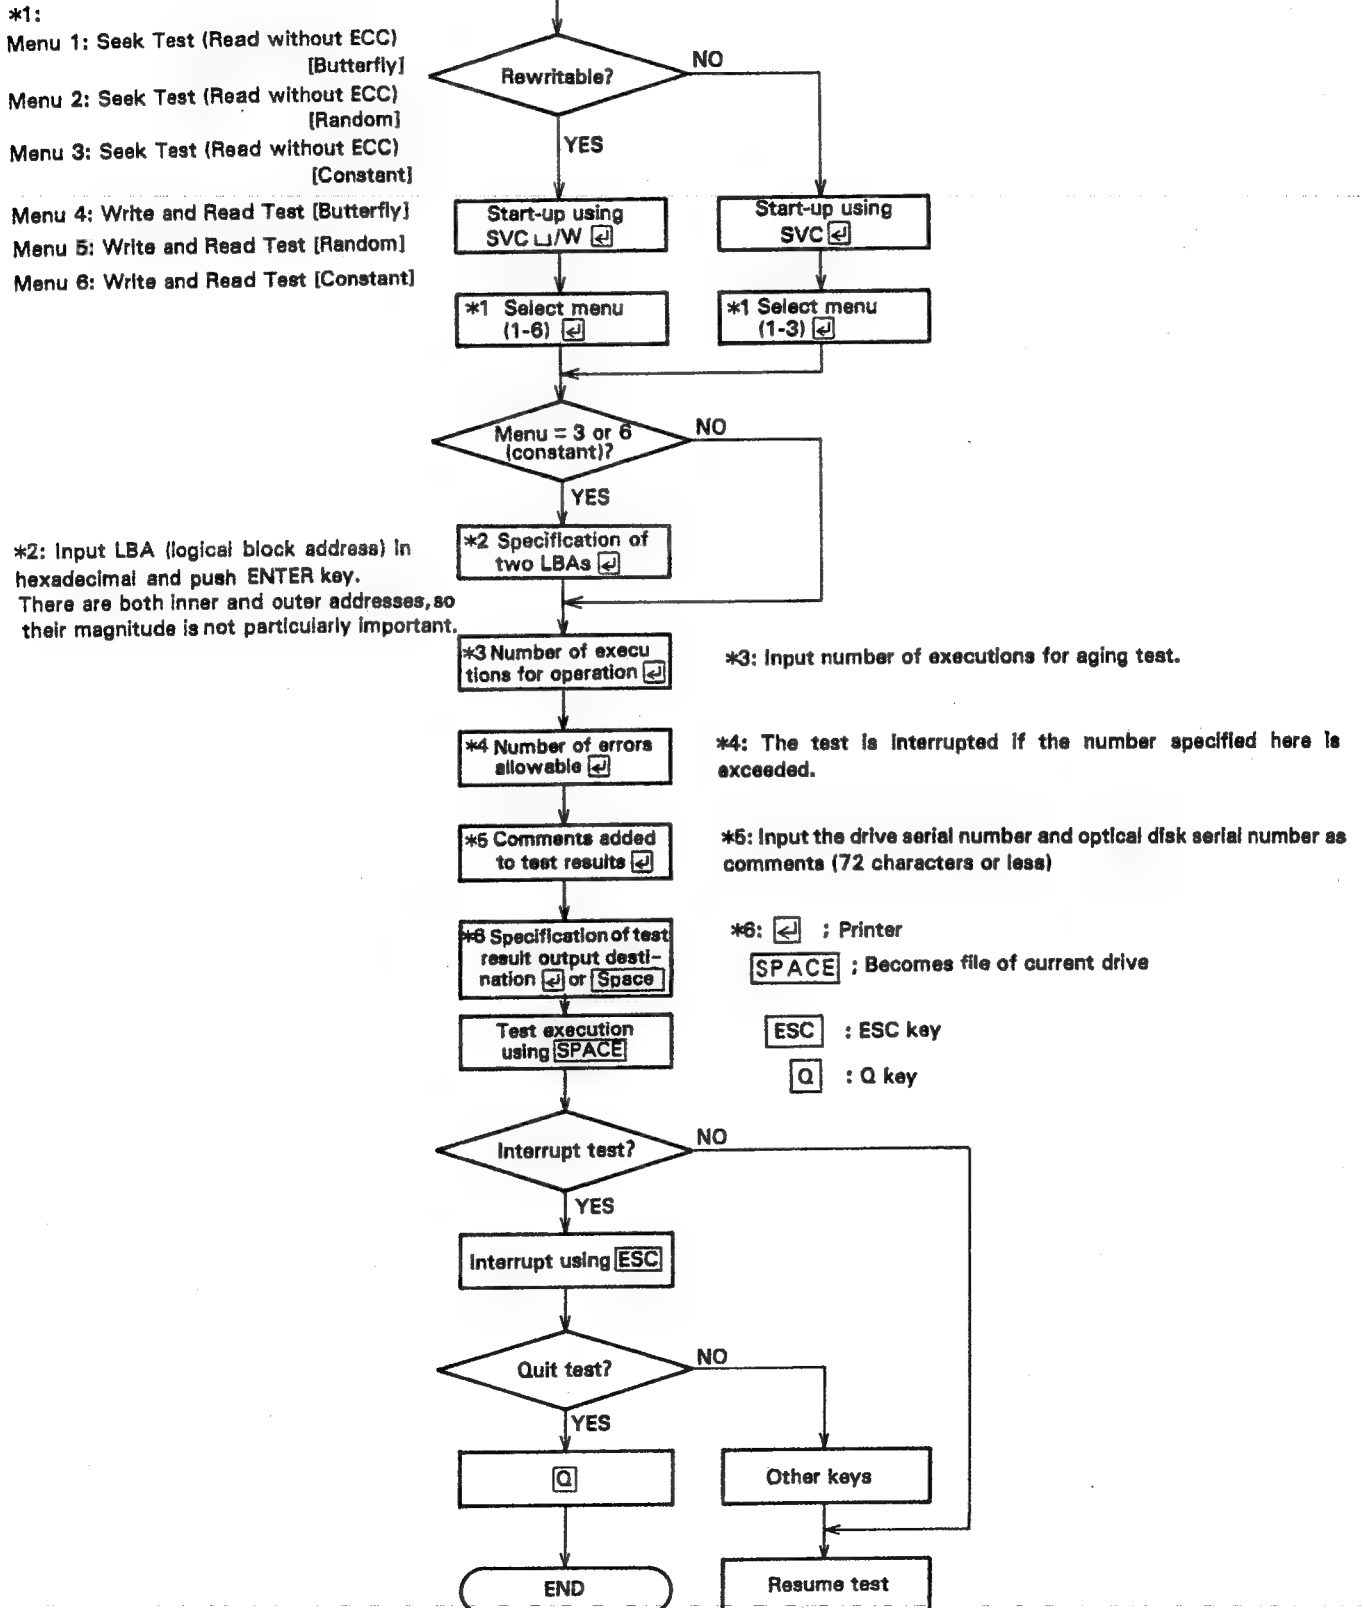 *1:
Menu 1: Seek Test (Read without ECC)
[Butterfly]
Menu 2: Seek Test (Read without ECC)
[Random]
Menu 3: Seek Test (Read without ECC)
[Constant]
Menu 4: Write and Read Test [Butterfly]
Menu 5: Write and Read Test [Random]
Menu 6: Write and Read Test [Constant]
Rewritable?
NO
YES
Start-up using
SVC ⊔/W ↵
Start-up using
SVC ↵
*1 Select menu
(1-6) ↵
*1 Select menu
(1-3) ↵
Menu = 3 or 6
(constant)?
NO
YES
*2: Input LBA (logical block address) in
hexadecimal and push ENTER key.
There are both inner and outer addresses, so
their magnitude is not particularly important.
*2 Specification of
two LBAs ↵
*3 Number of execu
tions for operation ↵
*3: Input number of executions for aging test.
*4 Number of errors
allowable ↵
*4: The test is interrupted if the number specified here is
exceeded.
*5 Comments added
to test results ↵
*5: Input the drive serial number and optical disk serial number as
comments (72 characters or less)
*6 Specification of test
result output desti-
nation ↵ or Space
*6: ↵ ; Printer
SPACE ; Becomes file of current drive
Test execution
using SPACE
ESC : ESC key
Q : Q key
Interrupt test?
NO
YES
Interrupt using ESC
Quit test?
NO
YES
Q
Other keys
END
Resume test